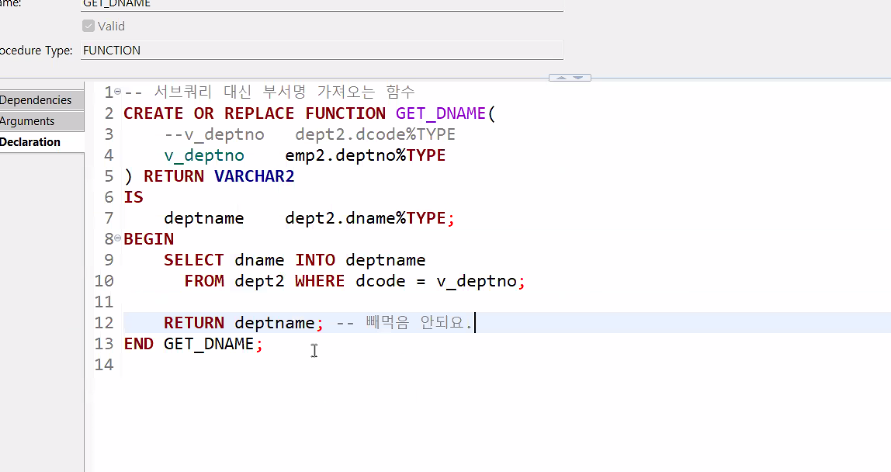 GET_DNAME
Valid
ocedure Type: FUNCTION
Dependencies
Arguments
Declaration
1 -- 서브쿼리 대신 부서명 가져오는 함수
2 CREATE OR REPLACE FUNCTION GET_DNAME(
3     --v_deptno   dept2.dcode%TYPE
4     v_deptno    emp2.deptno%TYPE
5 ) RETURN VARCHAR2
6 IS
7     deptname    dept2.dname%TYPE;
8 BEGIN
9     SELECT dname INTO deptname
10       FROM dept2 WHERE dcode = v_deptno;
11
12     RETURN deptname; -- 빼먹음 안되요.
13 END GET_DNAME;
14